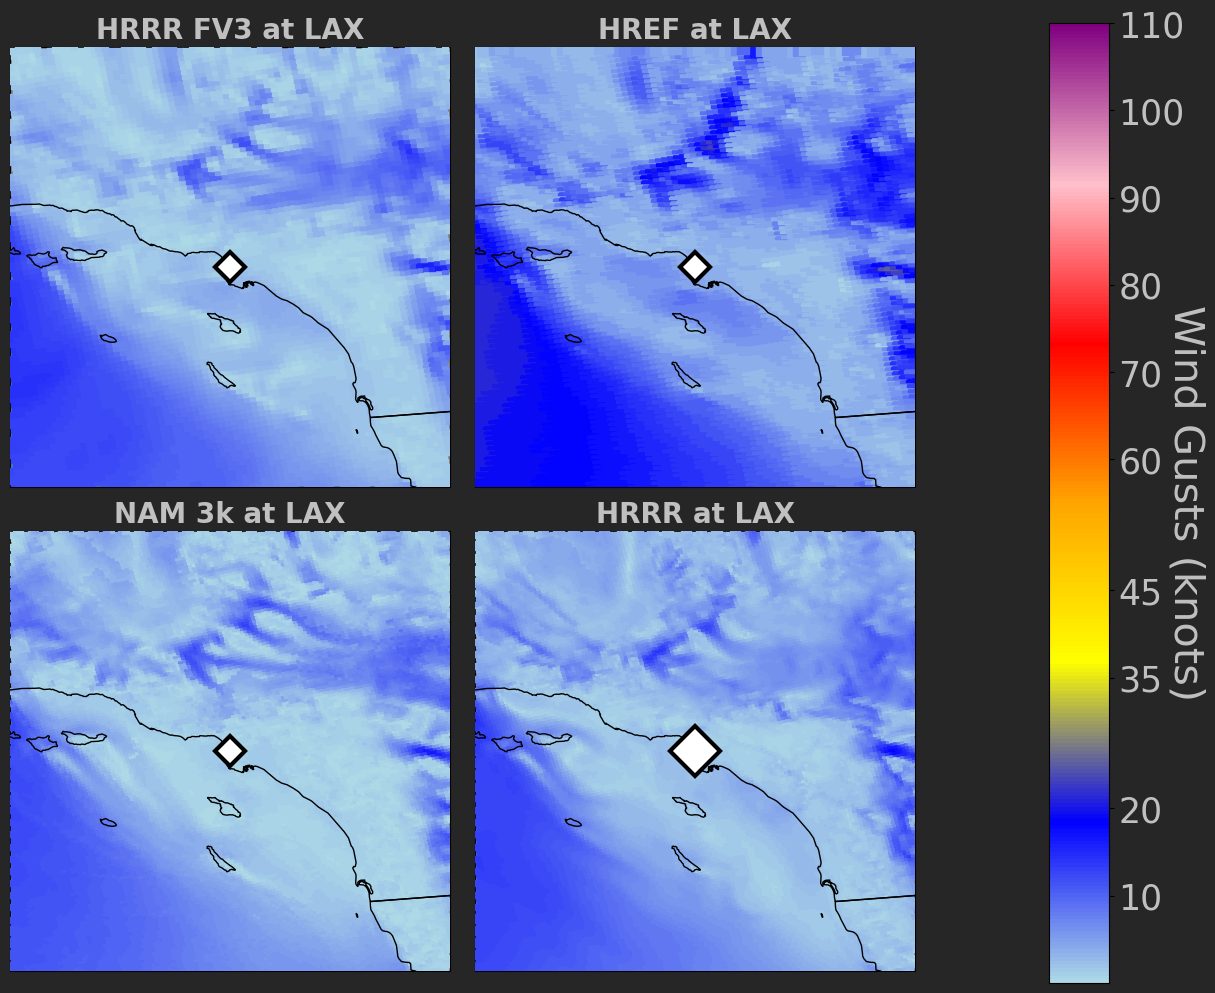 HRRR FV3 at LAX
HREF at LAX
NAM 3k at LAX
HRRR at LAX
110
100
90
80
70
60
45
35
20
10
Wind Gusts (knots)